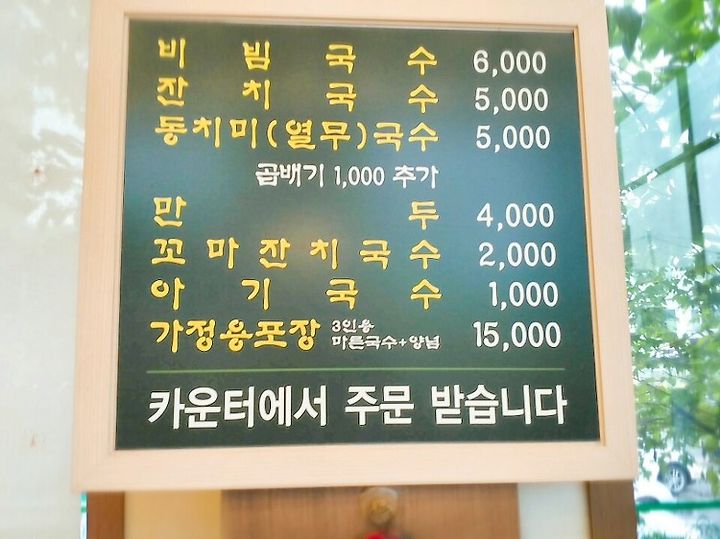 비빔국수 6,000
잔치국수 5,000
동치미(열무)국수 5,000
곱배기 1,000 추가
만두 4,000
꼬마잔치국수 2,000
아기국수 1,000
가정용포장 3인용 마른국수+양념 15,000
카운터에서 주문 받습니다